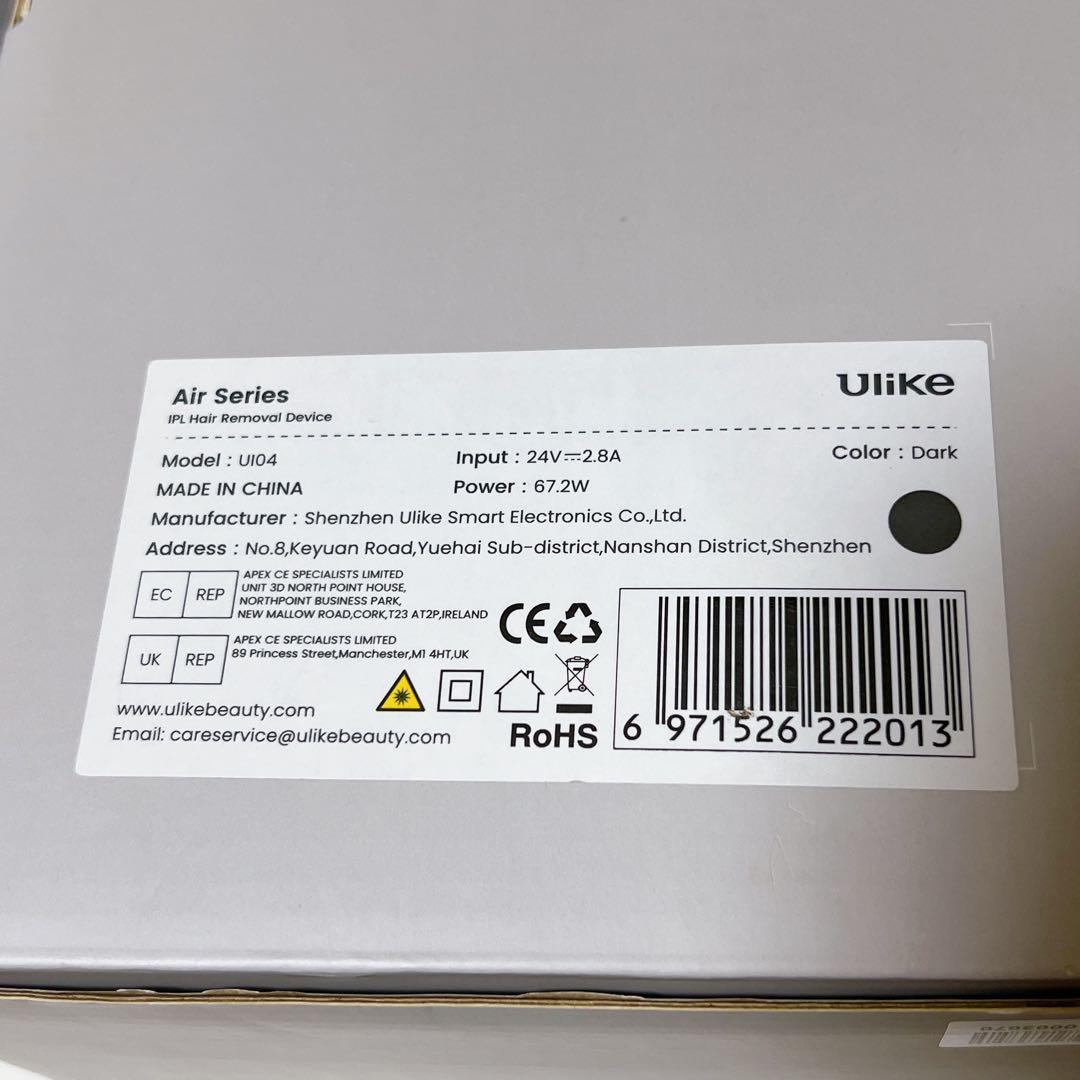 Air Series
Ulike
IPL Hair Removal Device
Model : UI04
Input : 24V⎓2.8A
Color : Dark
MADE IN CHINA
Power : 67.2W
Manufacturer : Shenzhen Ulike Smart Electronics Co.,Ltd.
Address : No.8,Keyuan Road,Yuehai Sub-district,Nanshan District,Shenzhen
EC REP
APEX CE SPECIALISTS LIMITED
UNIT 3D NORTH POINT HOUSE,
NORTHPOINT BUSINESS PARK,
NEW MALLOW ROAD,CORK,T23 AT2P,IRELAND
UK REP
APEX CE SPECIALISTS LIMITED
89 Princess Street,Manchester,M1 4HT,UK
CE
www.ulikebeauty.com
Email: careservice@ulikebeauty.com
RoHS
6 971526 222013